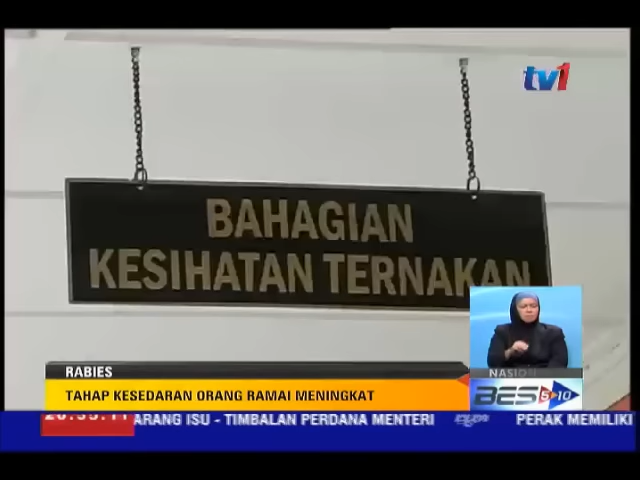 tv1
BAHAGIAN
KESIHATAN TERNAKAN
RABIES
NASION
TAHAP KESEDARAN ORANG RAMAI MENINGKAT
BES 5-10
ARANG ISU - TIMBALAN PERDANA MENTERI PERAK MEMILIKI